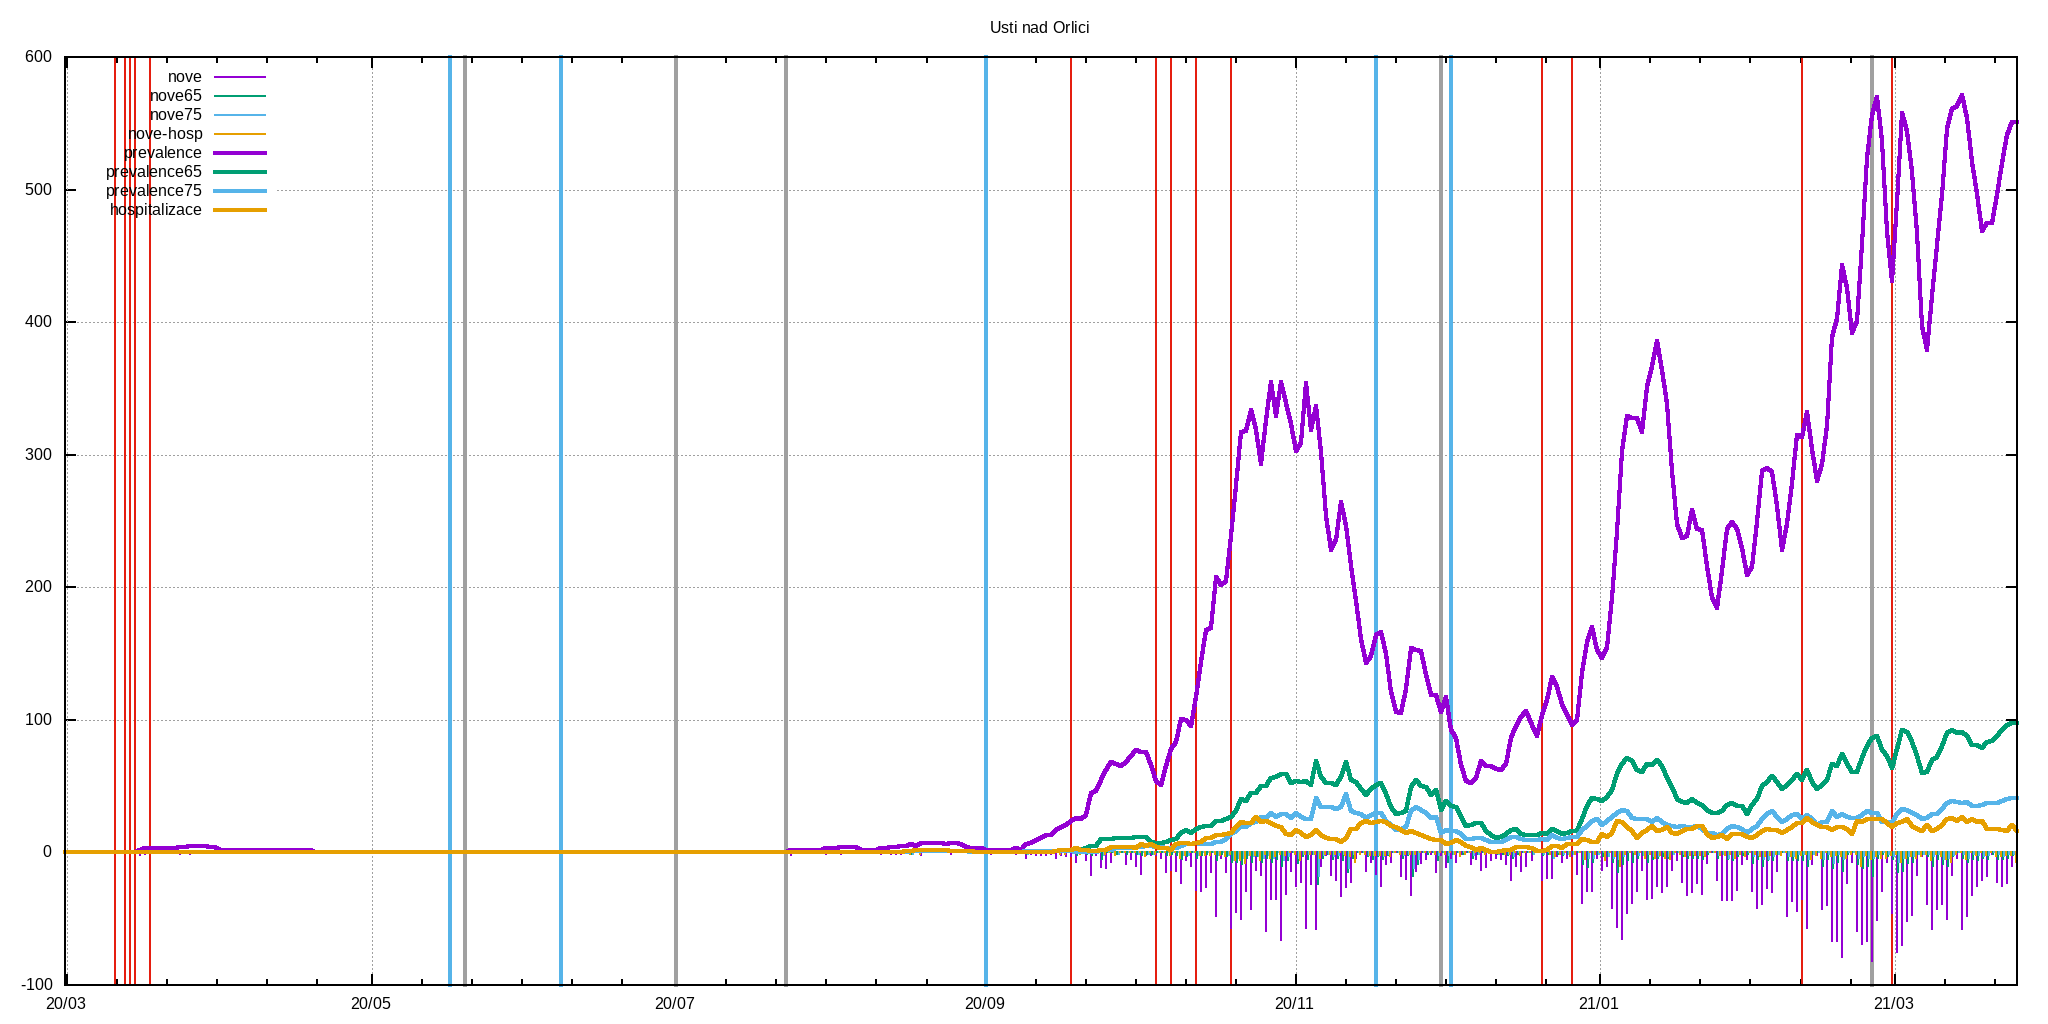 Usti nad Orlici
600
500
400
300
200
100
0
-100
nove
nove65
nove75
nove-hosp
prevalence
prevalence65
prevalence75
hospitalizace
20/03 20/05 20/07 20/09 20/11 21/01 21/03